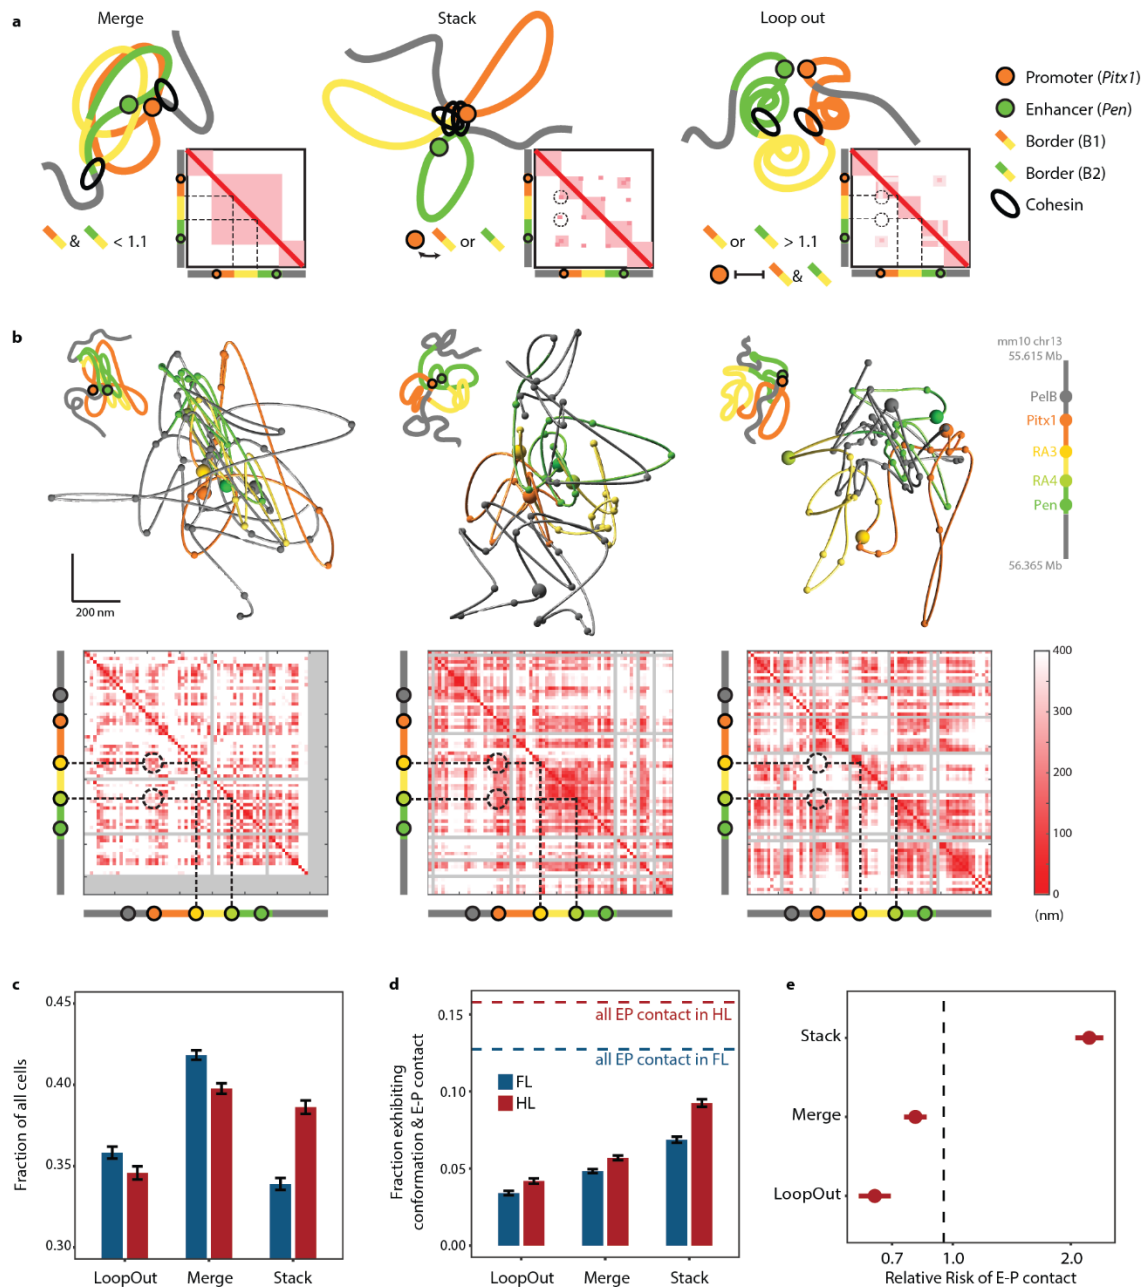 a
Merge
Stack
Loop out
Promoter (Pitx1)
Enhancer (Pen)
Border (B1)
Border (B2)
Cohesin
& < 1.1
or
or > 1.1
&
b
mm10 chr13
55.615 Mb
PelB
Pitx1
RA3
RA4
Pen
56.365 Mb
200 nm
400
300
200
100
0
(nm)
c
Fraction of all cells
0.45
0.40
0.35
0.30
LoopOut
Merge
Stack
d
Fraction exhibiting
conformation & E-P contact
0.15
0.10
0.05
0.00
all EP contact in HL
all EP contact in FL
FL
HL
LoopOut
Merge
Stack
e
Stack
Merge
LoopOut
0.7
1.0
2.0
Relative Risk of E-P contact